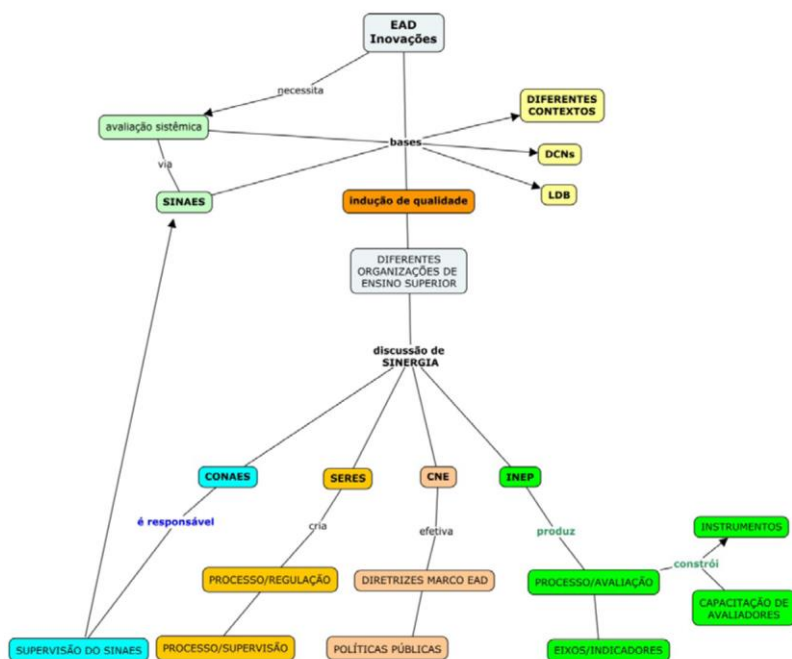 EAD
Inovações
necessita
DIFERENTES
CONTEXTOS
avaliação sistêmica
bases
DCNs
via
LDB
SINAES
indução de qualidade
DIFERENTES
ORGANIZAÇÕES DE
ENSINO SUPERIOR
discussão de
SINERGIA
CONAES
SERES
CNE
INEP
é responsável
cria
efetiva
produz
INSTRUMENTOS
constrói
PROCESSO/REGULAÇÃO
DIRETRIZES MARCO EAD
PROCESSO/AVALIAÇÃO
CAPACITAÇÃO DE
AVALIADORES
SUPERVISÃO DO SINAES
PROCESSO/SUPERVISÃO
POLÍTICAS PÚBLICAS
EIXOS/INDICADORES